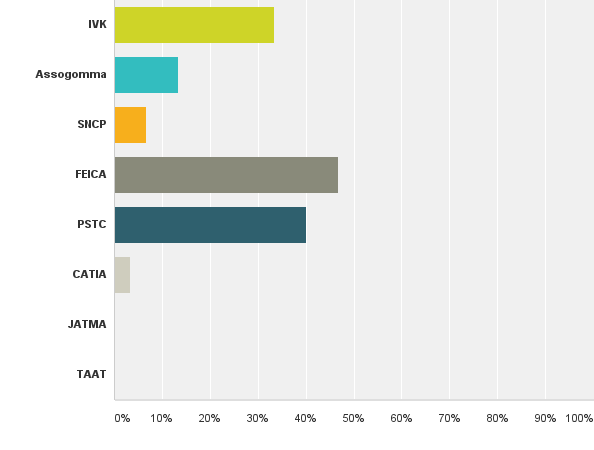 IVK
Assogomma
SNCP
FEICA
PSTC
CATIA
JATMA
TAAT
0% 10% 20% 30% 40% 50% 60% 70% 80% 90% 100%